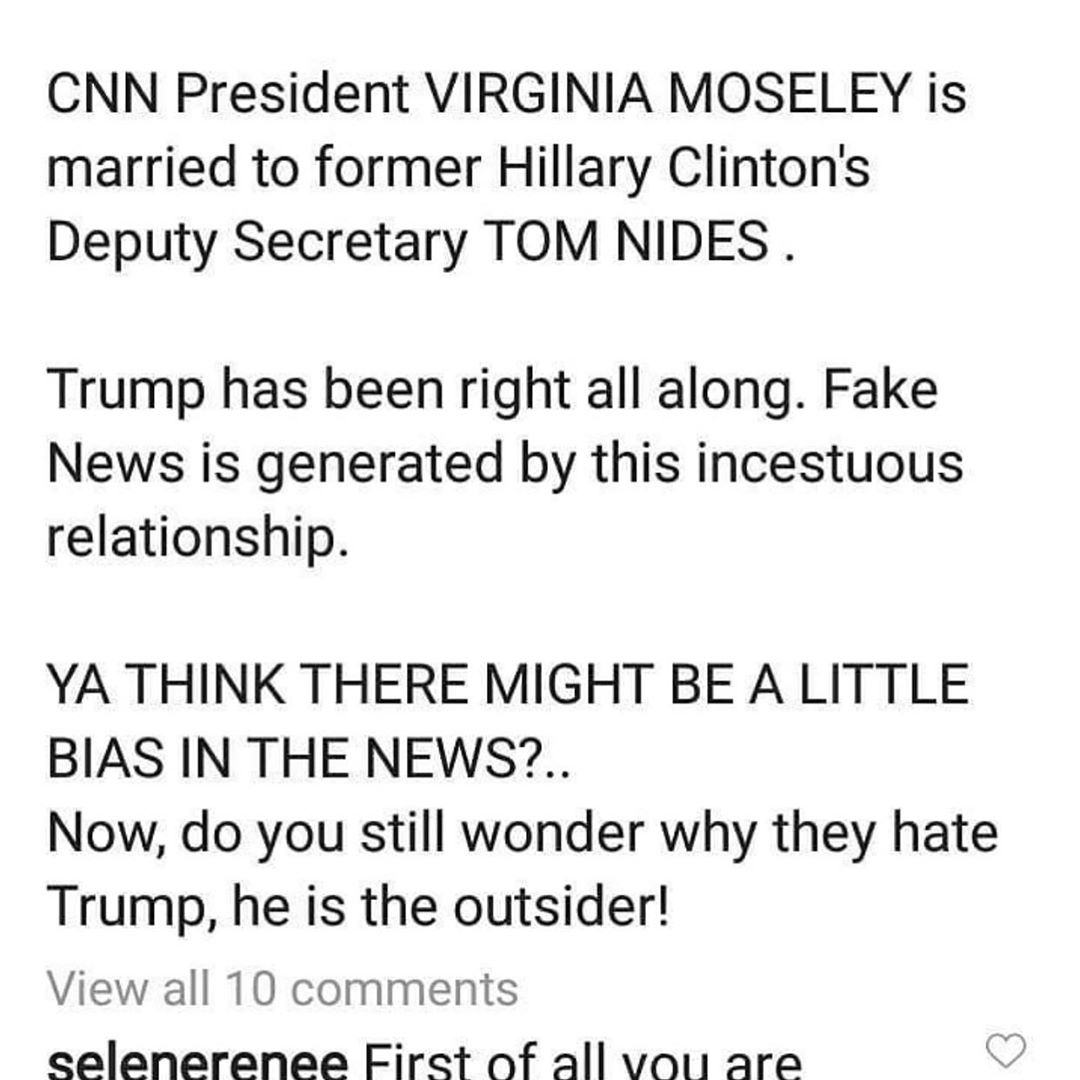 CNN President VIRGINIA MOSELEY is
married to former Hillary Clinton's
Deputy Secretary TOM NIDES .
Trump has been right all along. Fake
News is generated by this incestuous
relationship.
YA THINK THERE MIGHT BE A LITTLE
BIAS IN THE NEWS?..
Now, do you still wonder why they hate
Trump, he is the outsider!
View all 10 comments
selenerenee First of all you are